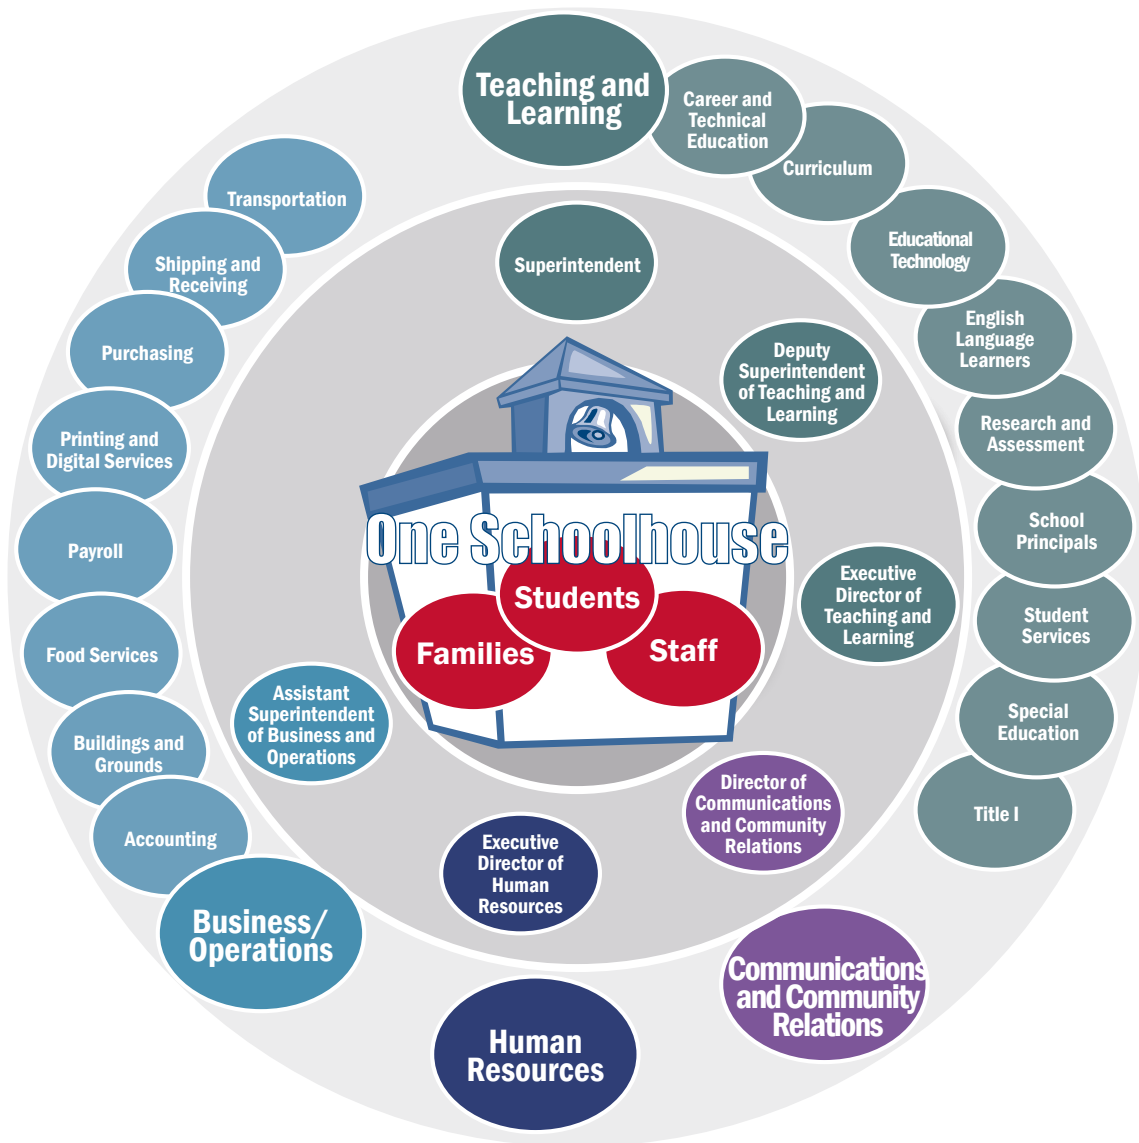 Teaching and
Learning
Career and
Technical
Education
Curriculum
Educational
Technology
English
Language
Learners
Research and
Assessment
School
Principals
Student
Services
Special
Education
Title I
Transportation
Shipping and
Receiving
Purchasing
Printing and
Digital Services
Payroll
Food Services
Buildings and
Grounds
Accounting
Business/
Operations
Human
Resources
Communications
and Community
Relations
Superintendent
Deputy
Superintendent
of Teaching and
Learning
Executive
Director of
Teaching and
Learning
Director of
Communications
and Community
Relations
Executive
Director of
Human
Resources
Assistant
Superintendent
of Business and
Operations
One Schoolhouse
Students
Families
Staff